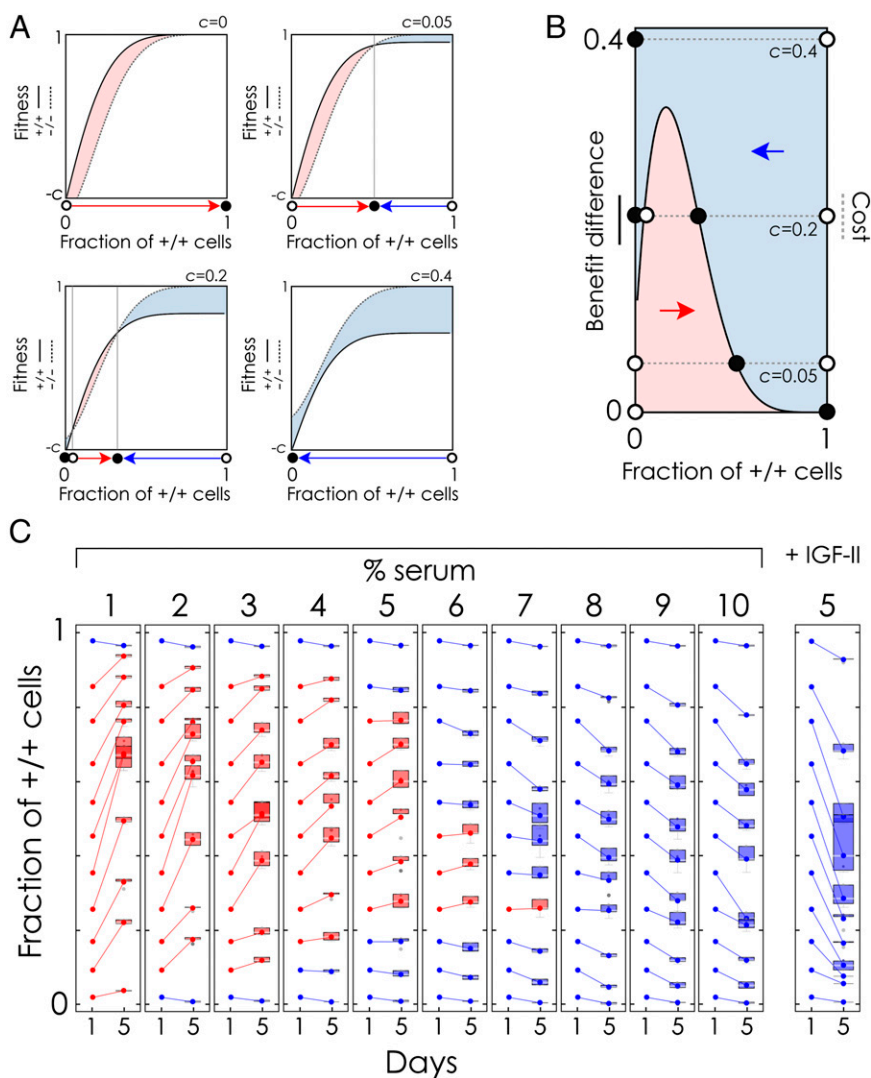 A
c=0
1
Fitness
+/+
-/-
-c
0
1
Fraction of +/+ cells
c=0.05
1
Fitness
+/+
-/-
-c
0
1
Fraction of +/+ cells
c=0.2
1
Fitness
+/+
-/-
-c
0
1
Fraction of +/+ cells
c=0.4
1
Fitness
+/+
-/-
-c
0
1
Fraction of +/+ cells
B
0.4
c=0.4
Benefit difference
Cost
c=0.2
c=0.05
0
0
1
Fraction of +/+ cells
C
% serum
+ IGF-II
1 2 3 4 5 6 7 8 9 10 5
1
Fraction of +/+ cells
0
1 5 1 5 1 5 1 5 1 5 1 5 1 5 1 5 1 5 1 5 1 5
Days